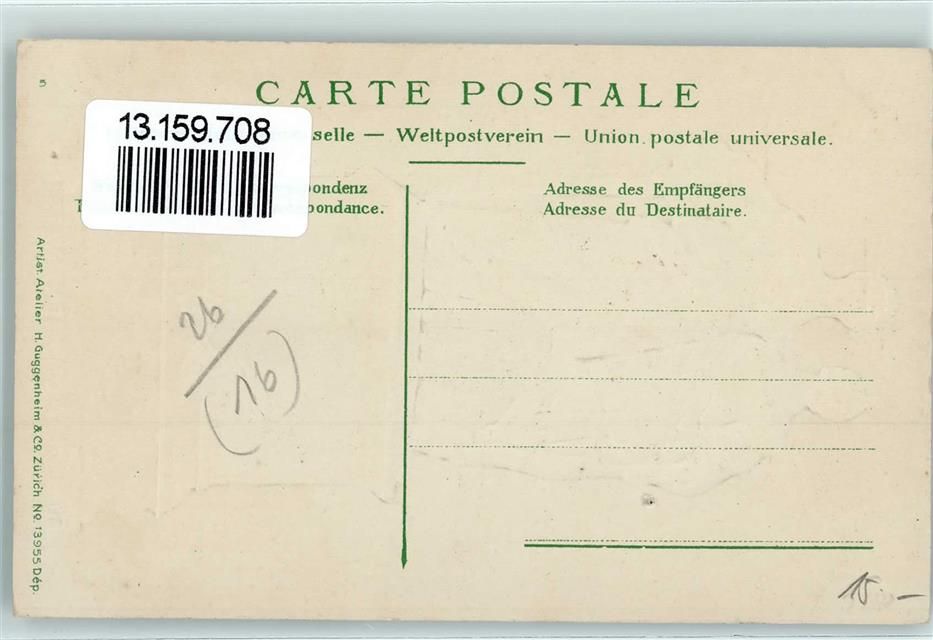 5
CARTE POSTALE
13.159.708
selle — Weltpostverein — Union postale universale.
pondenz
pondance.
Adresse des Empfängers
Adresse du Destinataire.
26
(16)
Artist. Atelier H. Guggenheim & Co. Zürich No. 13955 Dép.
15.—